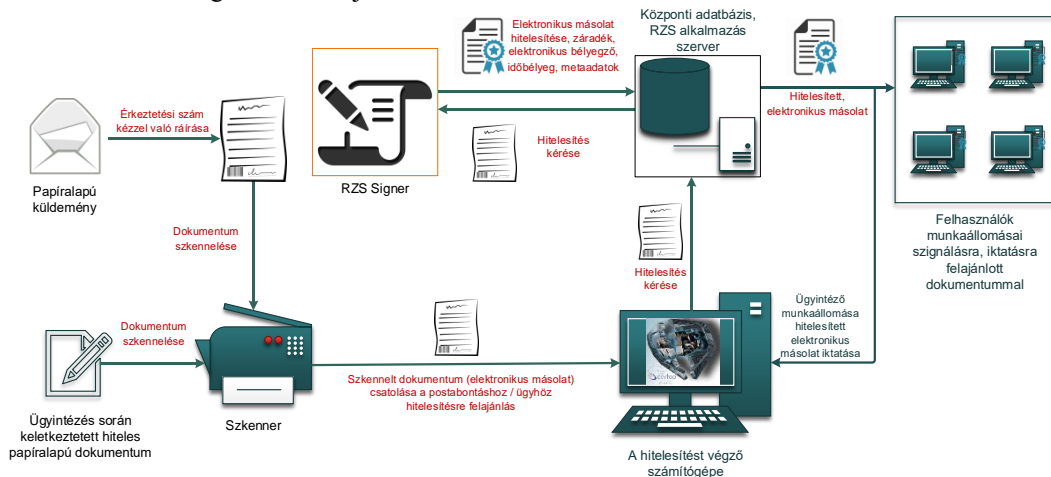 Elektronikus másolat
hitelesítése, záradék,
elektronikus bélyegző,
időbélyeg, metaadatok
Központi adatbázis,
RZS alkalmazás
szerver
Érkeztetési szám
kézzel való ráírása
Papíralapú
küldemény
RZS Signer
Hitelesítés
kérése
Hitelesített,
elektronikus másolat
Felhasználók
munkaállomásai
szignálásra, iktatásra
felajánlott
dokumentummal
Dokumentum
szkennelése
Hitelesítés
kérése
Dokumentum
szkennelése
Ügyintéző
munkaállomása
hitelesített
elektronikus
másolat iktatása
Szkennelt dokumentum (elektronikus másolat)
csatolása a postabontáshoz / ügyhöz
hitelesítésre felajánlás
Ügyintézés során
keletkeztetett hiteles
papíralapú dokumentum
Szkenner
A hitelesítést végző
számítógépe